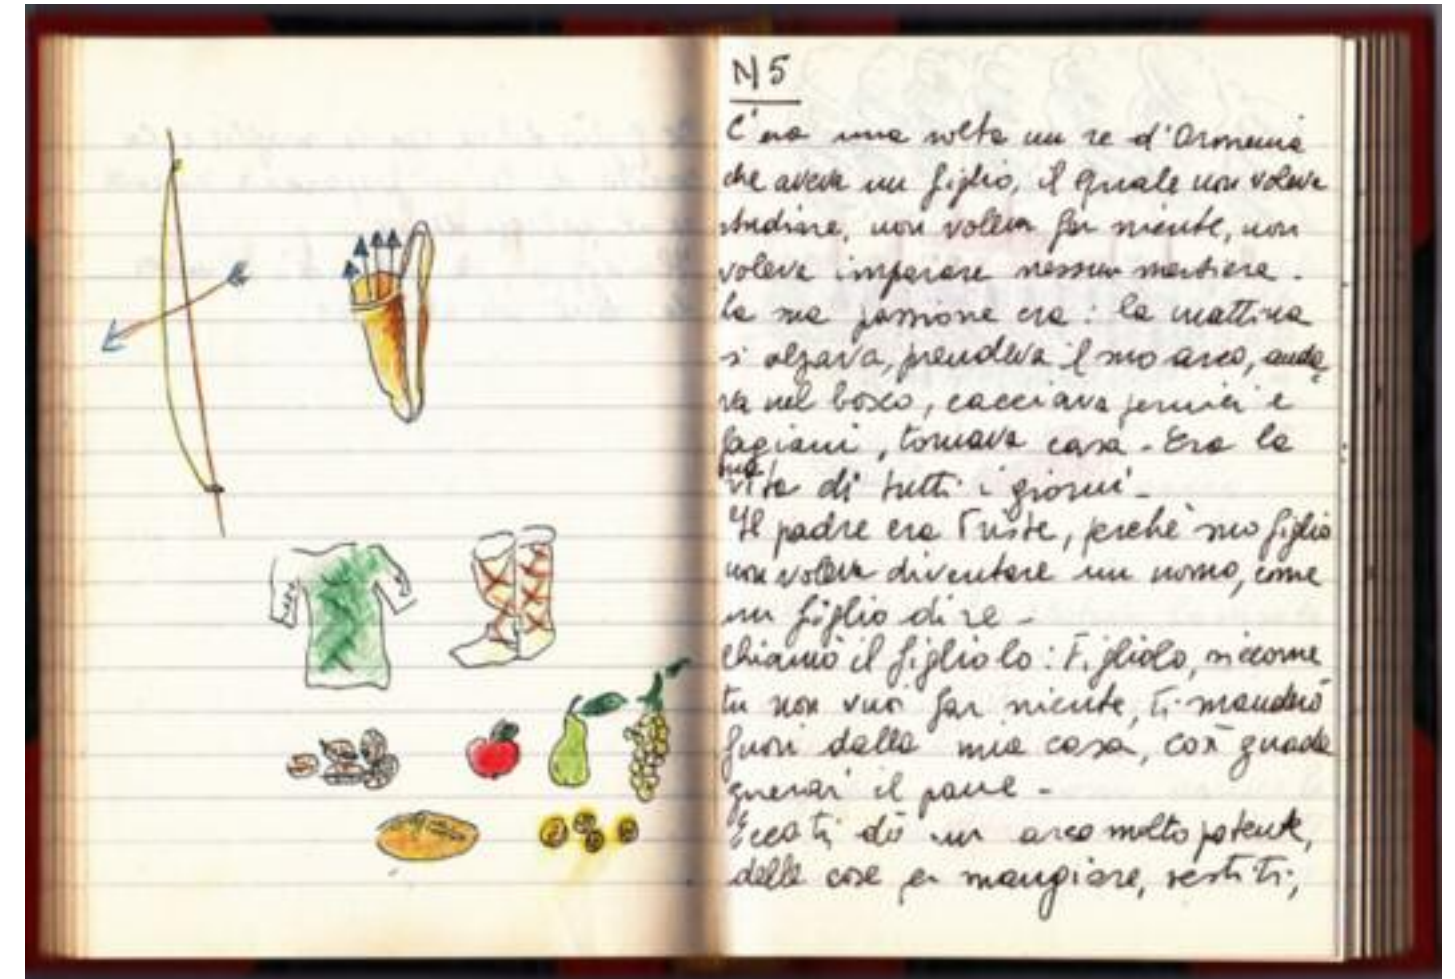 N 5
C'era una volta un re d'Armenia
che aveva un figlio, il quale non voleva
studiare, non voleva far niente, non
voleva imparare nessun mestiere -
la sua passione era : la mattina
si alzava, prendeva il suo arco, anda
va nel bosco, cacciava pernici e
fagiani, tornava casa - Era la
sua
vita di tutti i giorni -
Il padre era triste, perché suo figlio
non voleva diventare un uomo, come
un figlio di re -
Chiamò il figliolo : Figliolo, siccome
tu non vuoi far niente, ti manderò
fuori dalla mia casa, così guada
gnerai il pane -
Ecco ti dò un arco molto potente,
delle cose per mangiare, vestiti,